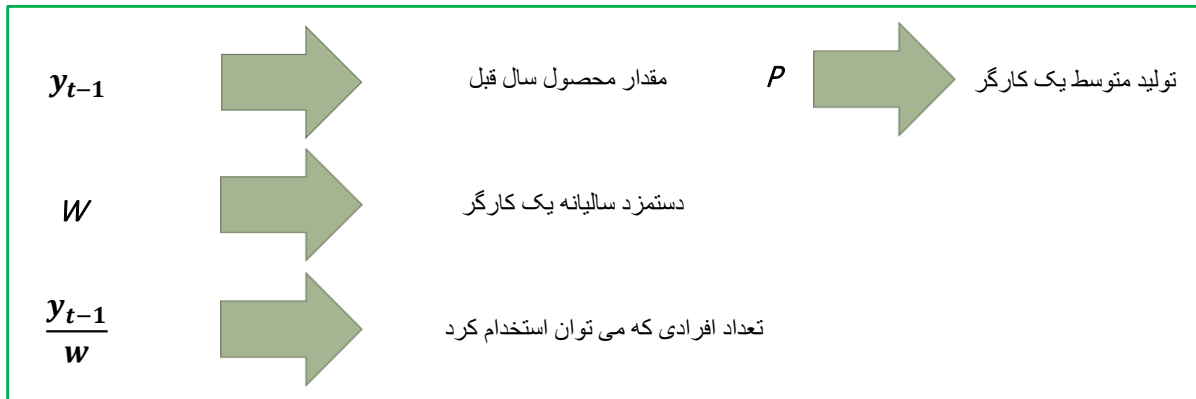 y_{t-1} مقدار محصول سال قبل P تولید متوسط یک کارگر
W دستمزد سالیانه یک کارگر
\frac{y_{t-1}}{w} تعداد افرادی که می توان استخدام کرد